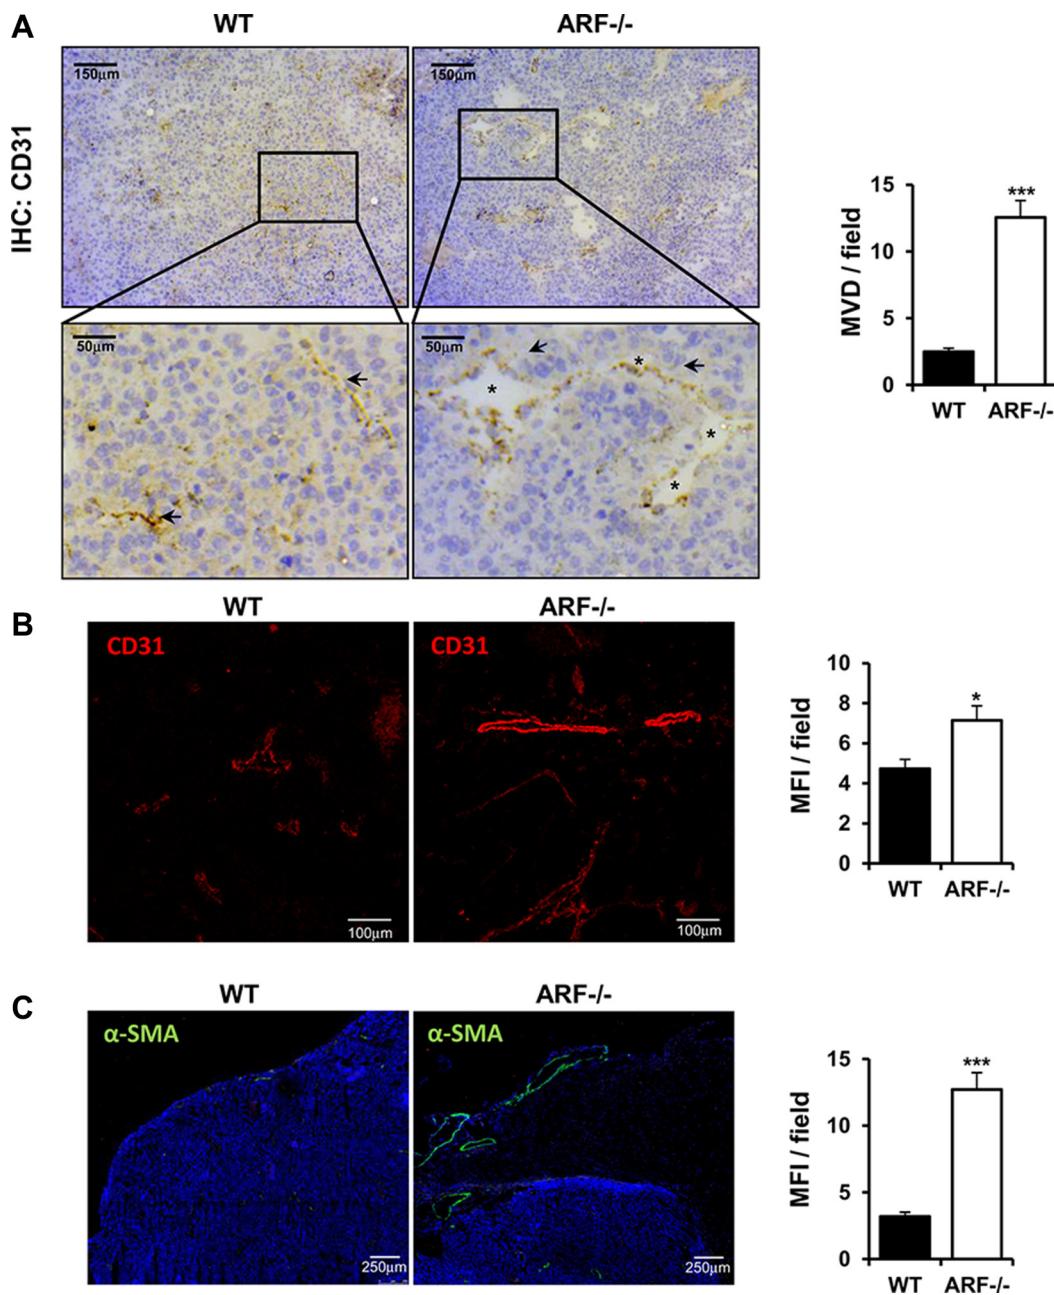 A
WT
ARF-/-
IHC: CD31
150µm
150µm
50µm
50µm
*
*
*
*
MVD / field
15
10
5
0
***
WT
ARF-/-
B
WT
ARF-/-
CD31
CD31
100µm
100µm
MFI / field
10
8
6
4
2
0
*
WT
ARF-/-
C
WT
ARF-/-
α-SMA
α-SMA
250µm
250µm
MFI / field
15
10
5
0
***
WT
ARF-/-